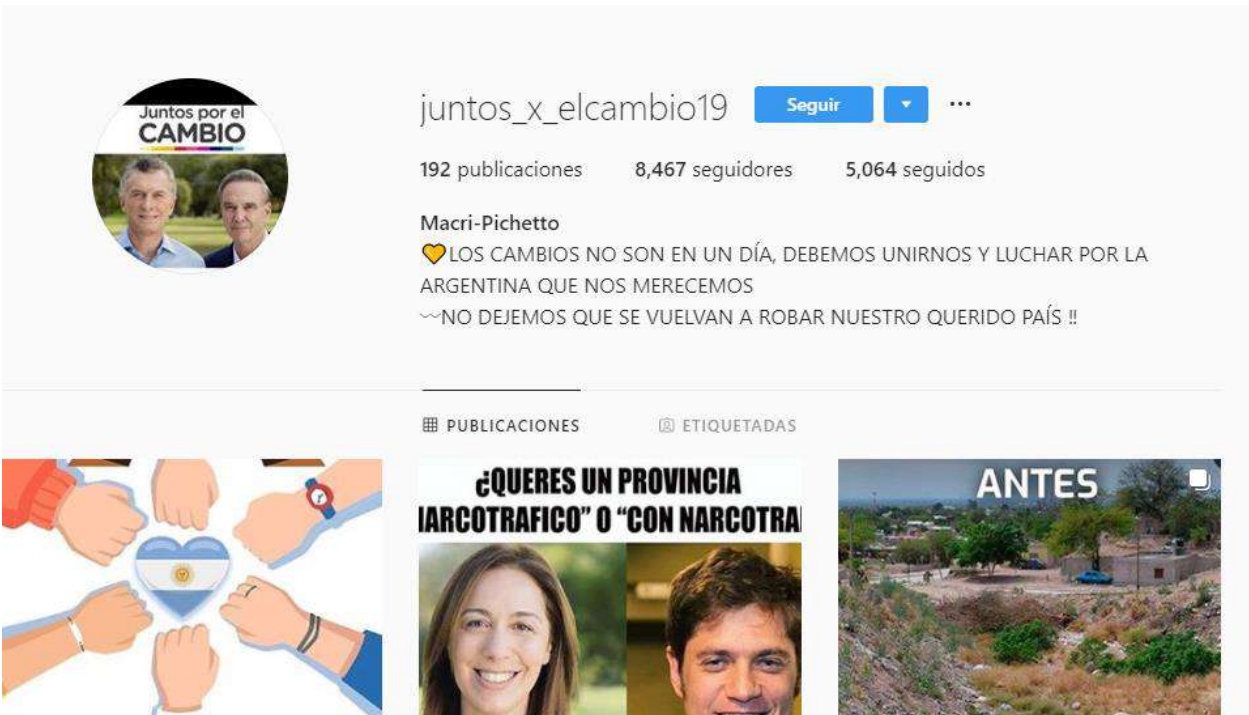 Juntos por el
CAMBIO
juntos_x_elcambio19
Seguir
192 publicaciones
8,467 seguidores
5,064 seguidos
Macri-Pichetto
LOS CAMBIOS NO SON EN UN DÍA, DEBEMOS UNIRNOS Y LUCHAR POR LA
ARGENTINA QUE NOS MERECEMOS
NO DEJEMOS QUE SE VUELVAN A ROBAR NUESTRO QUERIDO PAÍS !!
PUBLICACIONES
ETIQUETADAS
¿QUERES UN PROVINCIA
IARCOTRAFICO" O "CON NARCOTRA
ANTES